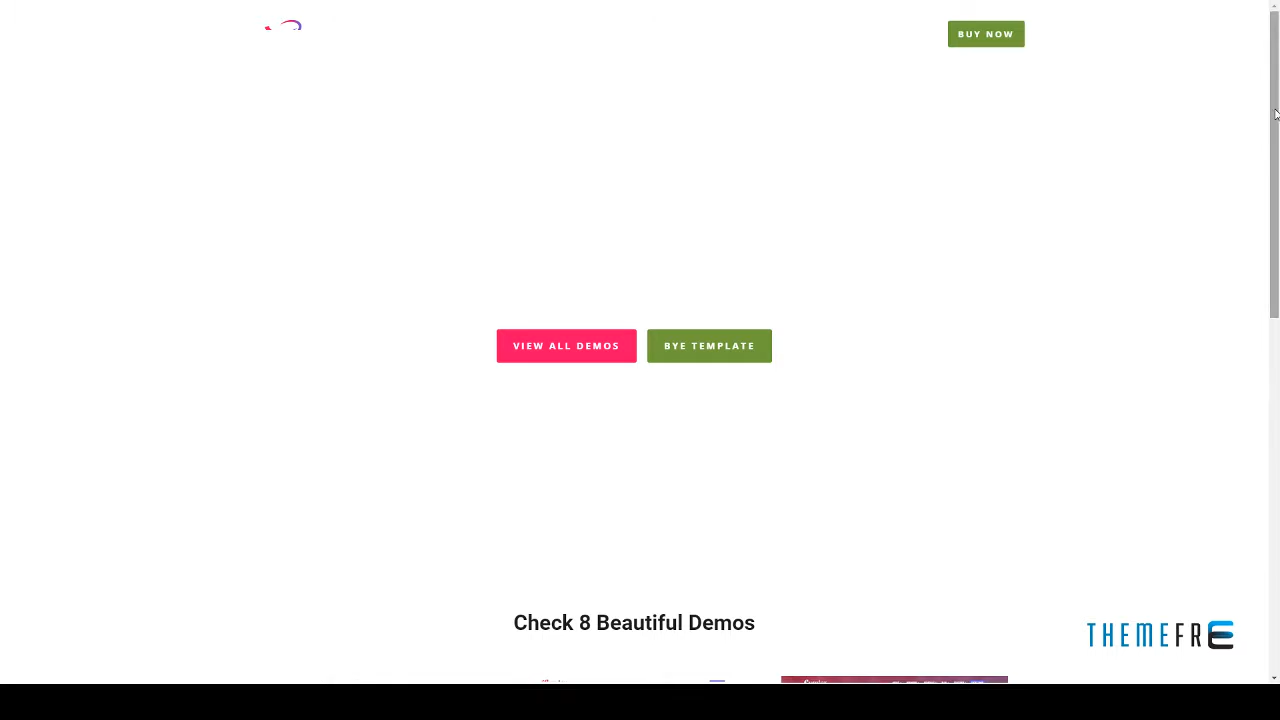 BUY NOW
VIEW ALL DEMOS
BYE TEMPLATE
Check 8 Beautiful Demos
THEMEFRE